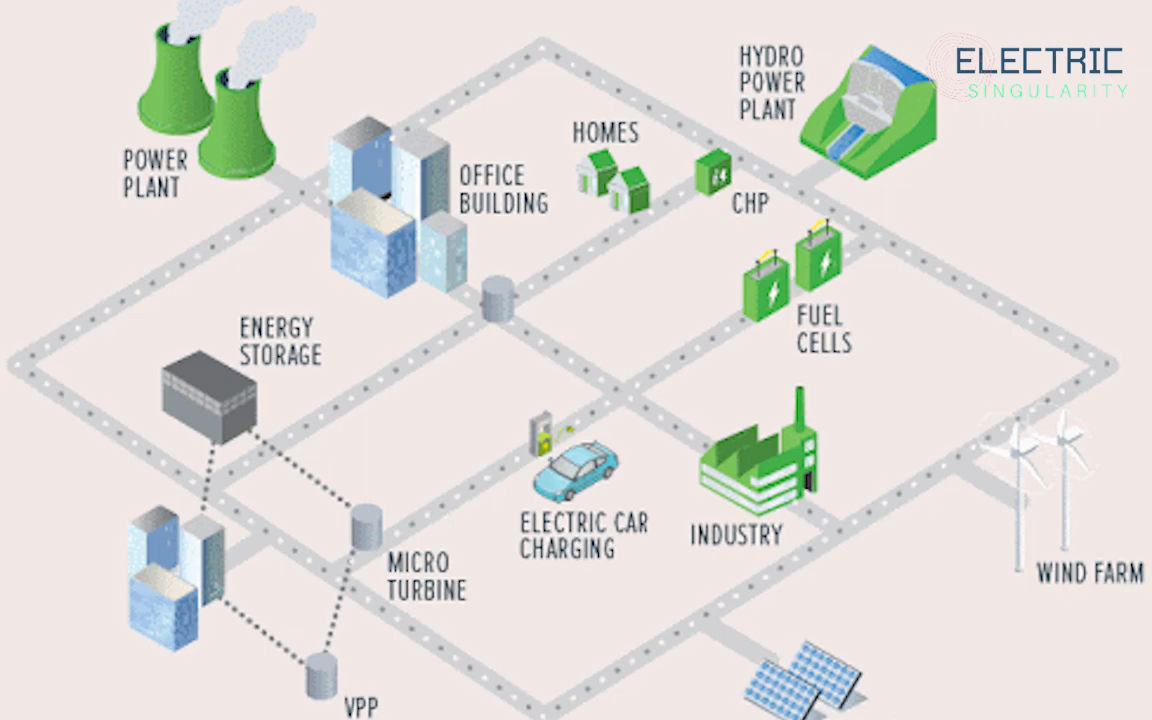 HYDRO
POWER
PLANT
ELECTRIC
SINGULARITY
POWER
PLANT
OFFICE
BUILDING
HOMES
CHP
ENERGY
STORAGE
FUEL
CELLS
ELECTRIC CAR
CHARGING
INDUSTRY
MICRO
TURBINE
WIND FARM
VPP